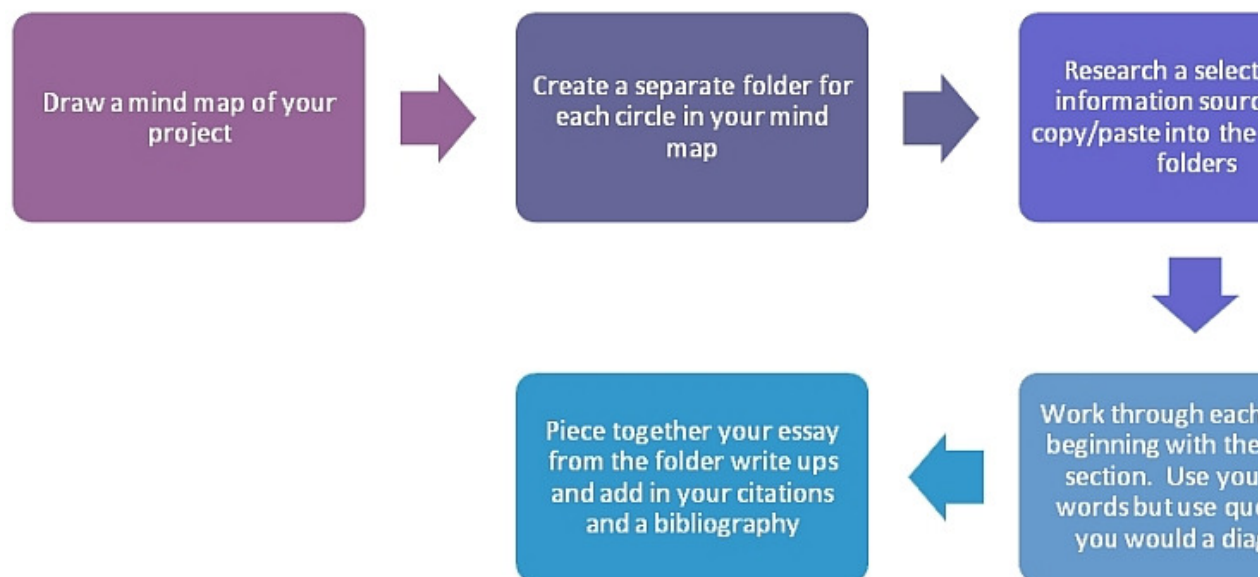 Draw a mind map of your
project
Create a separate folder for
each circle in your mind
map
Research a select
information sourc
copy/paste into the
folders
Work through each
beginning with the
section. Use you
words but use quo
you would a dia
Piece together your essay
from the folder write ups
and add in your citations
and a bibliography